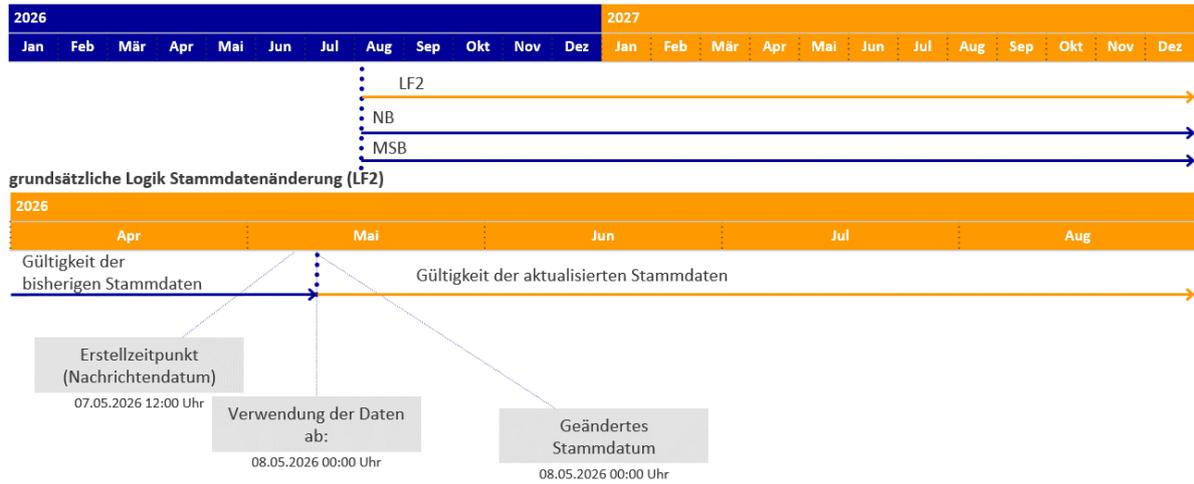 2026 2027
Jan Feb Mär Apr Mai Jun Jul Aug Sep Okt Nov Dez Jan Feb Mär Apr Mai Jun Jul Aug Sep Okt Nov Dez
LF2
NB
MSB
grundsätzliche Logik Stammdatenänderung (LF2)
2026
Apr Mai Jun Jul Aug
Gültigkeit der
bisherigen Stammdaten
Gültigkeit der aktualisierten Stammdaten
Erstellzeitpunkt
(Nachrichtendatum)
07.05.2026 12:00 Uhr
Verwendung der Daten
ab:
08.05.2026 00:00 Uhr
Geändertes
Stammdatum
08.05.2026 00:00 Uhr